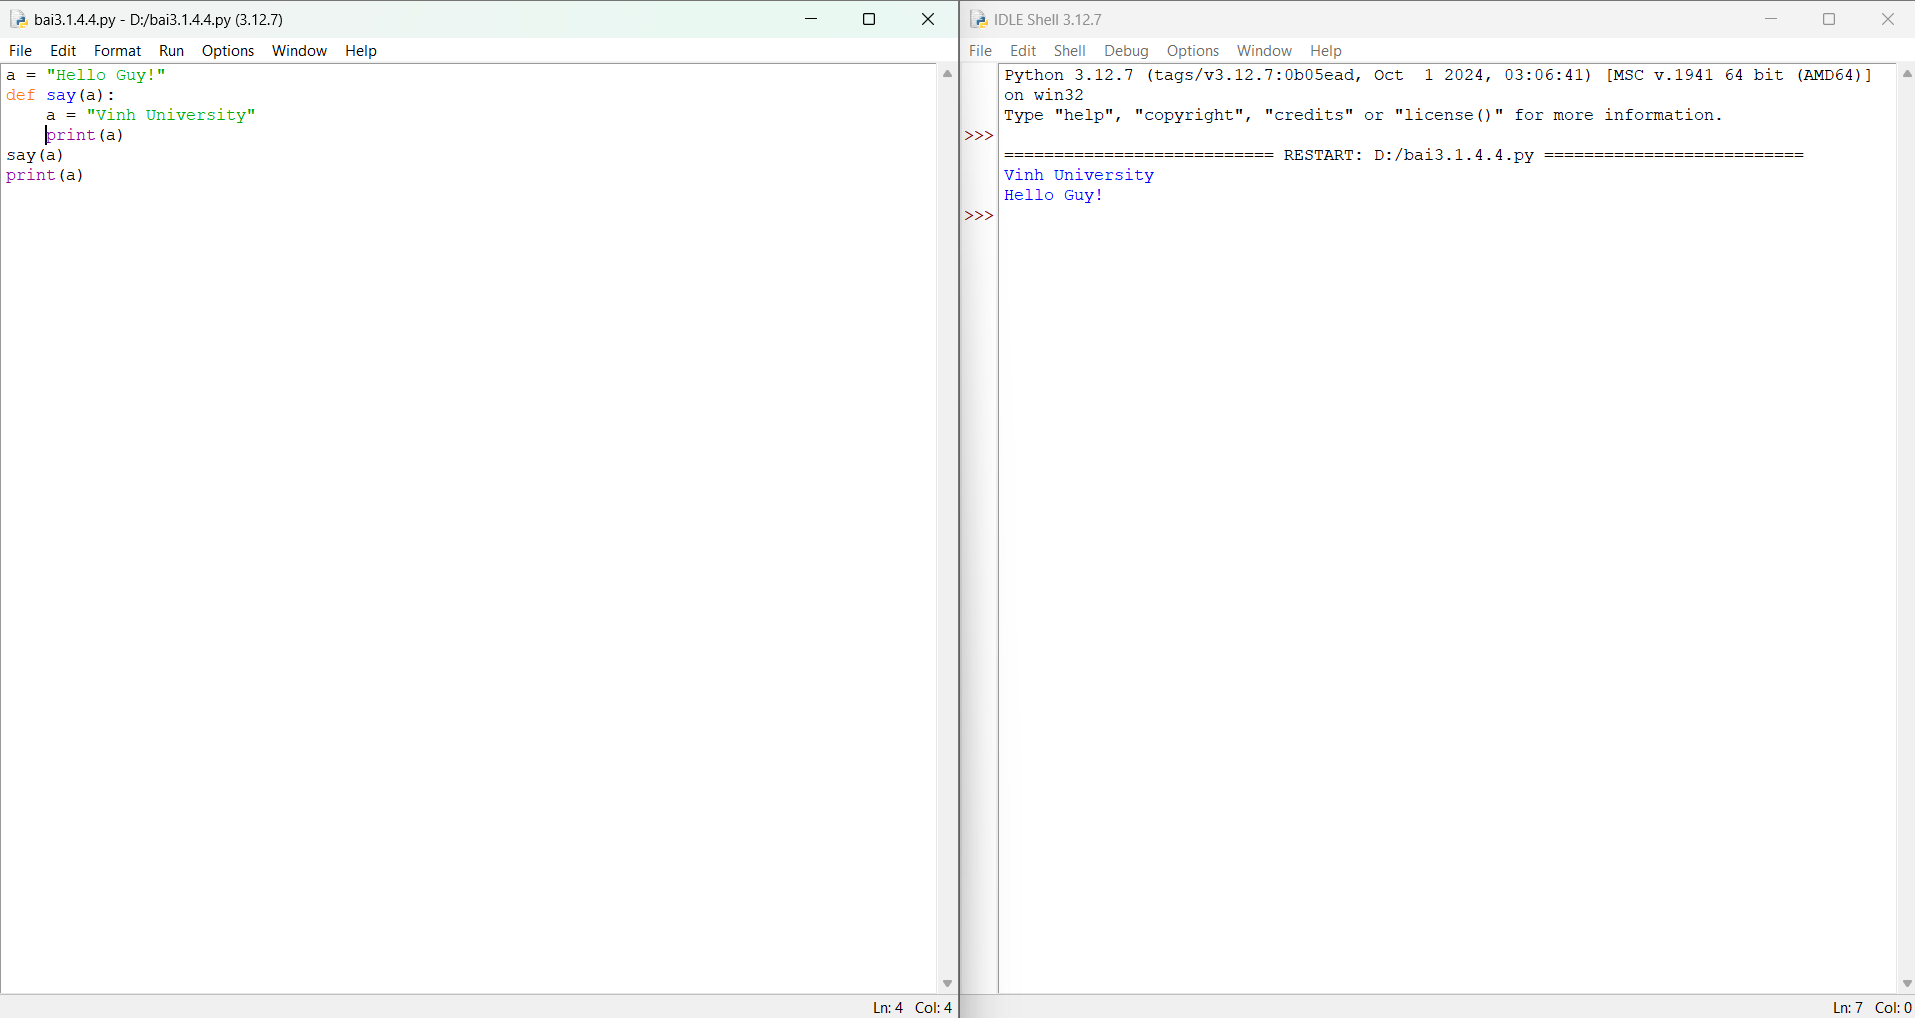 bai3.1.4.4.py - D:/bai3.1.4.4.py (3.12.7)
File Edit Format Run Options Window Help
a = "Hello Guy!"
def say(a):
    a = "Vinh University"
    print(a)
say(a)
print(a)
Ln: 4 Col: 4
IDLE Shell 3.12.7
File Edit Shell Debug Options Window Help
Python 3.12.7 (tags/v3.12.7:0b05ead, Oct  1 2024, 03:06:41) [MSC v.1941 64 bit (AMD64)]
on win32
Type "help", "copyright", "credits" or "license()" for more information.
>>>
=========================== RESTART: D:/bai3.1.4.4.py ==========================
Vinh University
Hello Guy!
>>>
Ln: 7 Col: 0